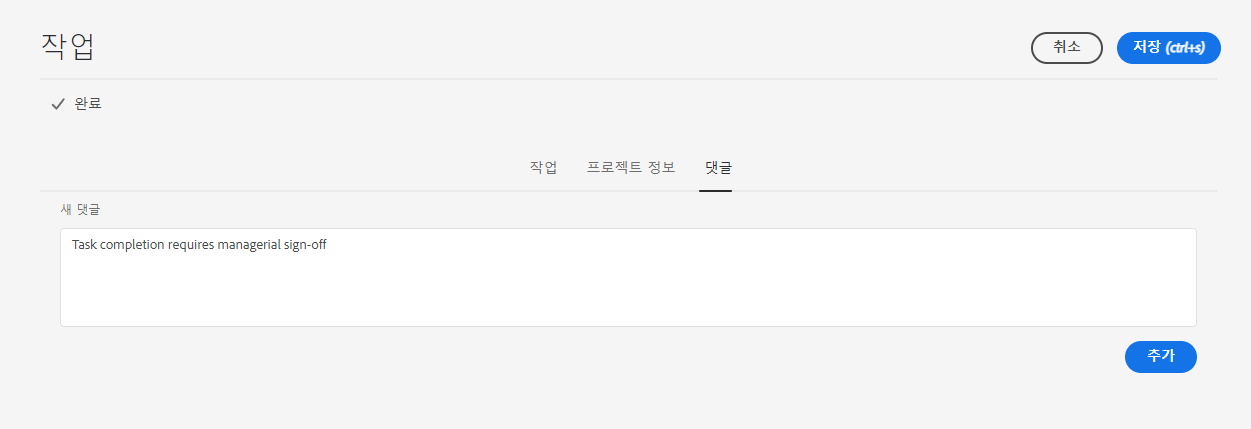 작업
취소
저장 (ctrl+s)
완료
작업 프로젝트 정보 댓글
새 댓글
Task completion requires managerial sign-off
추가